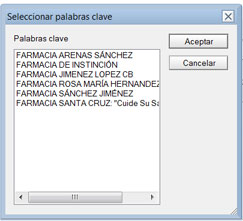 Seleccionar palabras clave
Palabras clave
Aceptar
Cancelar
FARMACIA ARENAS SÁNCHEZ
FARMACIA DE INSTINCIÓN
FARMACIA JIMENEZ LOPEZ CB
FARMACIA ROSA MARÍA HERNANDEZ
FARMACIA SÁNCHEZ JIMÉNEZ
FARMACIA SANTA CRUZ: "Cuide Su